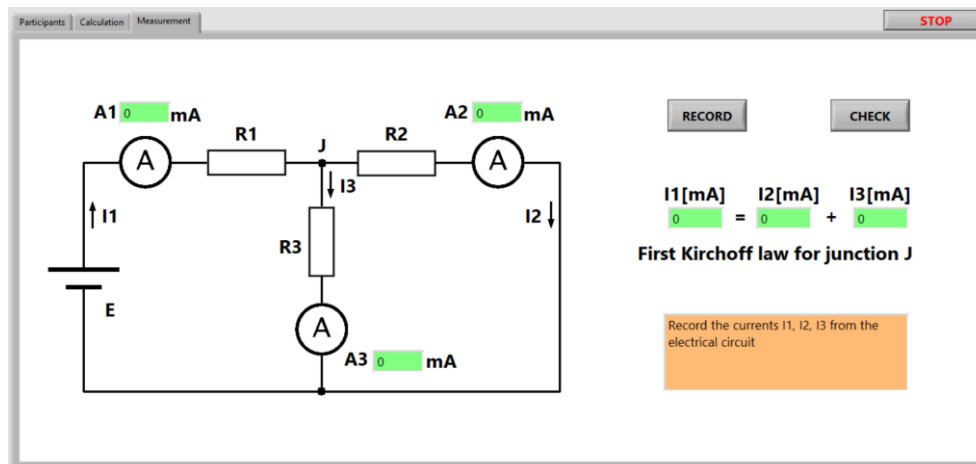 Participants
Calculation
Measurement
STOP
A1 0 mA
A2 0 mA
RECORD
CHECK
A
R1
J
R2
A
I3
I1[mA]
I2[mA]
I3[mA]
0 = 0 + 0
I1
I2
R3
First Kirchoff law for junction J
E
A
Record the currents I1, I2, I3 from the
electrical circuit
A3 0 mA